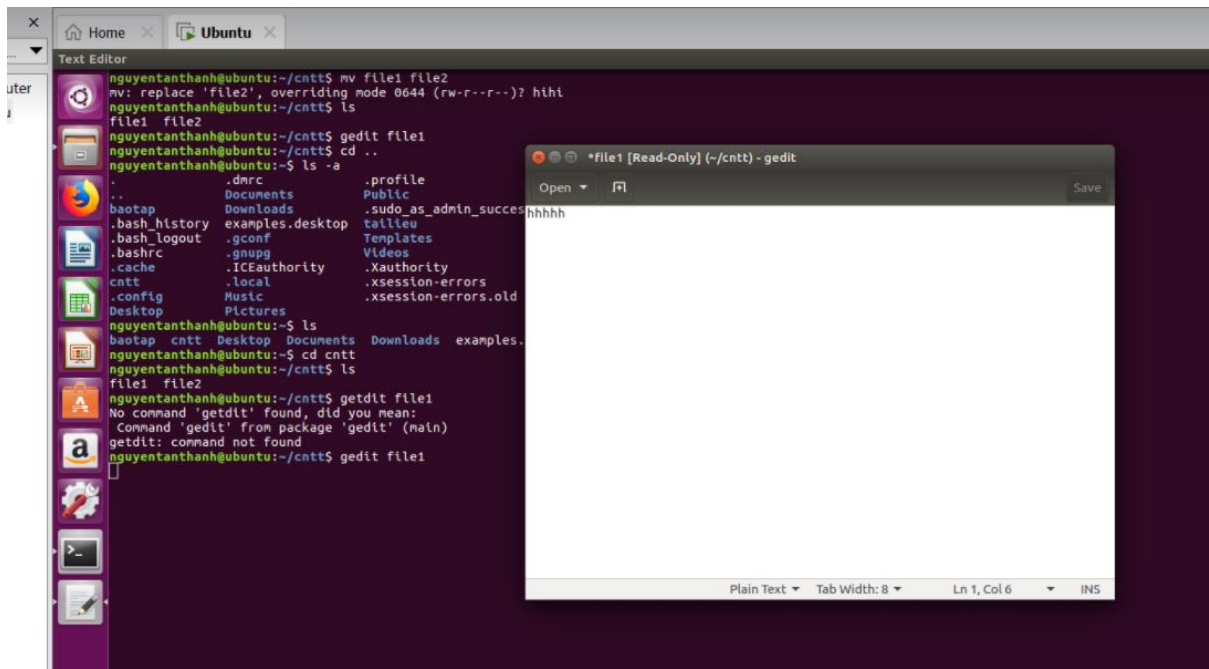 ×
Home ×
Ubuntu ×
...
uter
Text Editor
nguyentanthanh@ubuntu:~/cntt$ mv file1 file2
mv: replace 'file2', overriding mode 0644 (rw-r--r--)? hihi
nguyentanthanh@ubuntu:~/cntt$ ls
file1  file2
nguyentanthanh@ubuntu:~/cntt$ gedit file1
nguyentanthanh@ubuntu:~/cntt$ cd ..
nguyentanthanh@ubuntu:~$ ls -a
.  .dmrc  .profile
..  Documents  Public
baotap  Downloads  .sudo_as_admin_succes
.bash_history  examples.desktop  tailieu
.bash_logout  .gconf  Templates
.bashrc  .gnupg  Videos
.cache  .ICEauthority  .Xauthority
cntt  .local  .xsession-errors
.config  Music  .xsession-errors.old
Desktop  Pictures
nguyentanthanh@ubuntu:~$ ls
baotap  cntt  Desktop  Documents  Downloads  examples.
nguyentanthanh@ubuntu:~$ cd cntt
nguyentanthanh@ubuntu:~/cntt$ ls
file1  file2
nguyentanthanh@ubuntu:~/cntt$ getdit file1
No command 'getdit' found, did you mean:
 Command 'gedit' from package 'gedit' (main)
getdit: command not found
nguyentanthanh@ubuntu:~/cntt$ gedit file1
*file1 [Read-Only] (~/cntt) - gedit
Open
Save
hhhhh
Plain Text  Tab Width: 8  Ln 1, Col 6  INS